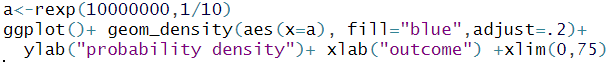 a<-rexp(10000000,1/10)
ggplot()+ geom_density(aes(x=a), fill="blue",adjust=.2)+
ylab("probability density")+ xlab("outcome") +xlim(0,75)